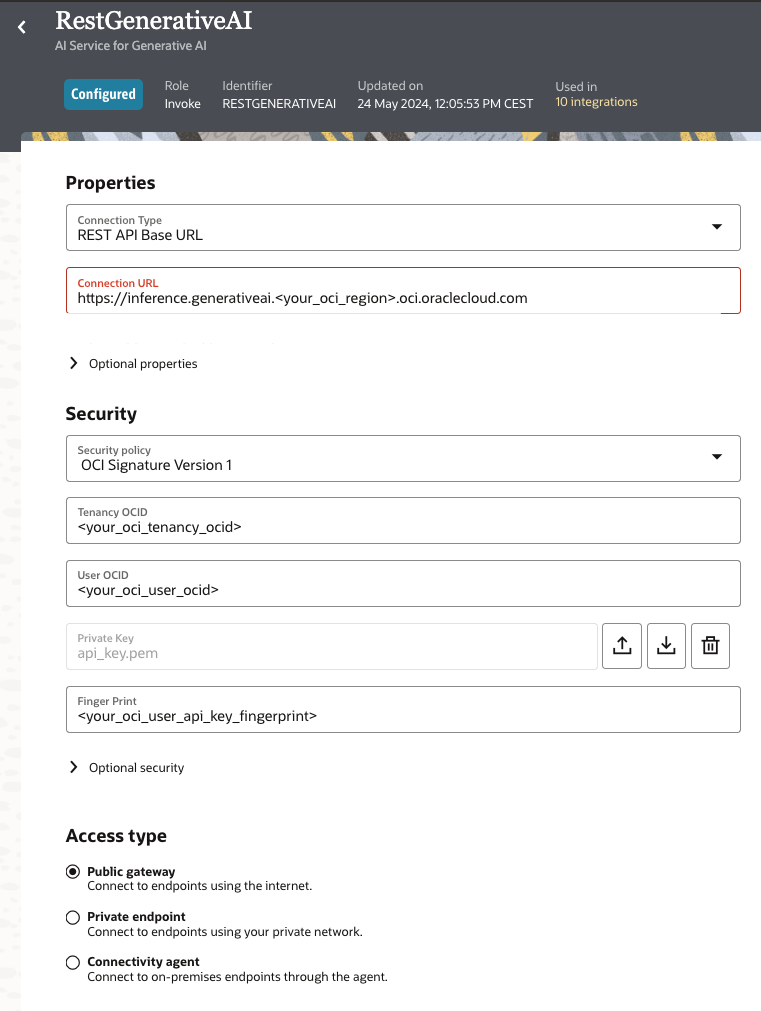 RestGenerativeAI
AI Service for Generative AI
Configured
Role
Invoke
Identifier
RESTGENERATIVEAI
Updated on
24 May 2024, 12:05:53 PM CEST
Used in
10 integrations
Properties
Connection Type
REST API Base URL
Connection URL
https://inference.generativeai.<your_oci_region>.oci.oraclecloud.com
Optional properties
Security
Security policy
OCI Signature Version 1
Tenancy OCID
<your_oci_tenancy_ocid>
User OCID
<your_oci_user_ocid>
Private Key
api_key.pem
Finger Print
<your_oci_user_api_key_fingerprint>
Optional security
Access type
Public gateway
Connect to endpoints using the internet.
Private endpoint
Connect to endpoints using your private network.
Connectivity agent
Connect to on-premises endpoints through the agent.